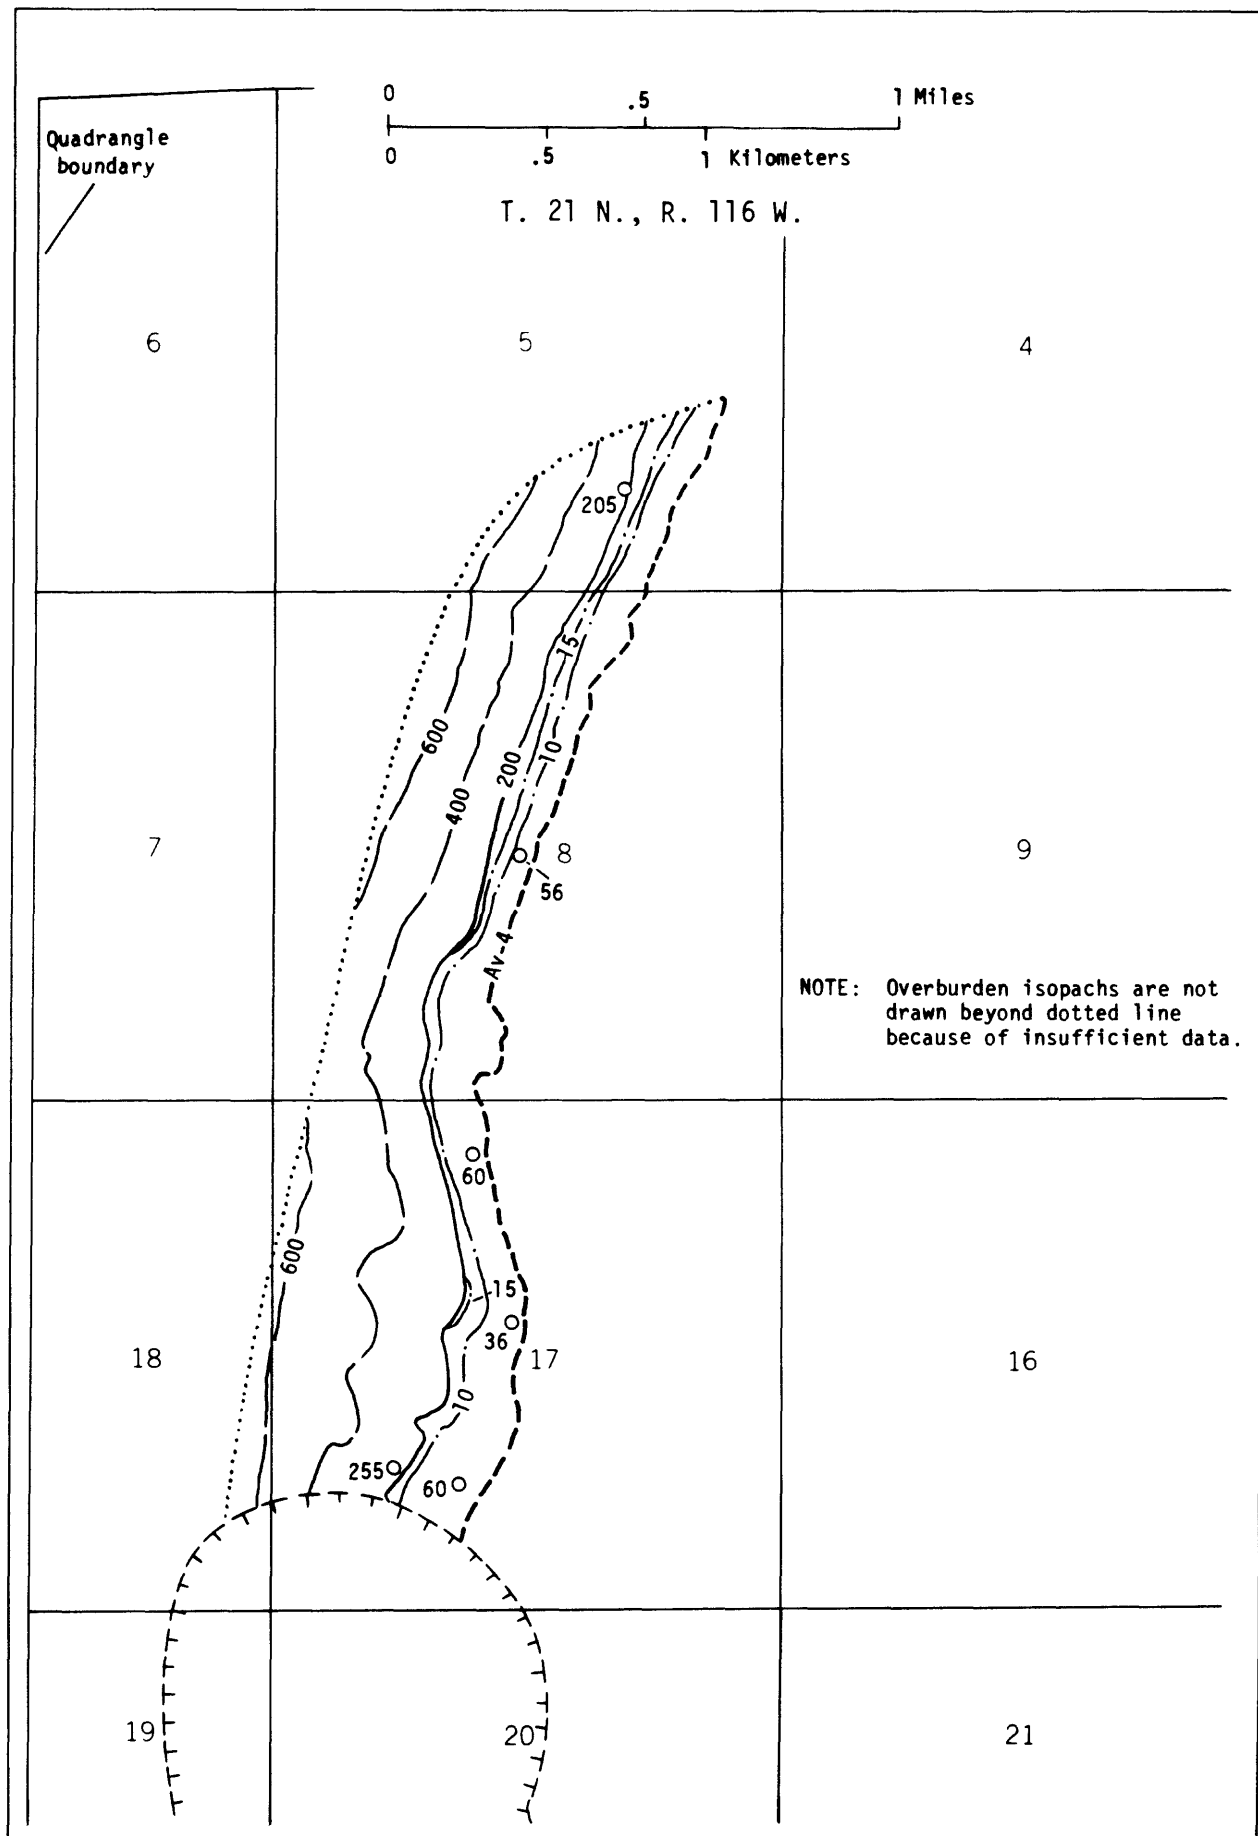 0 .5 1 Miles
0 .5 1 Kilometers
Quadrangle
boundary
T. 21 N., R. 116 W.
6 5 4
205
15
600
200
10
400
7 8 9
56
Av-4
NOTE: Overburden isopachs are not
drawn beyond dotted line
because of insufficient data.
60
600
15
36
18 17 16
10
255
60
19 20 21